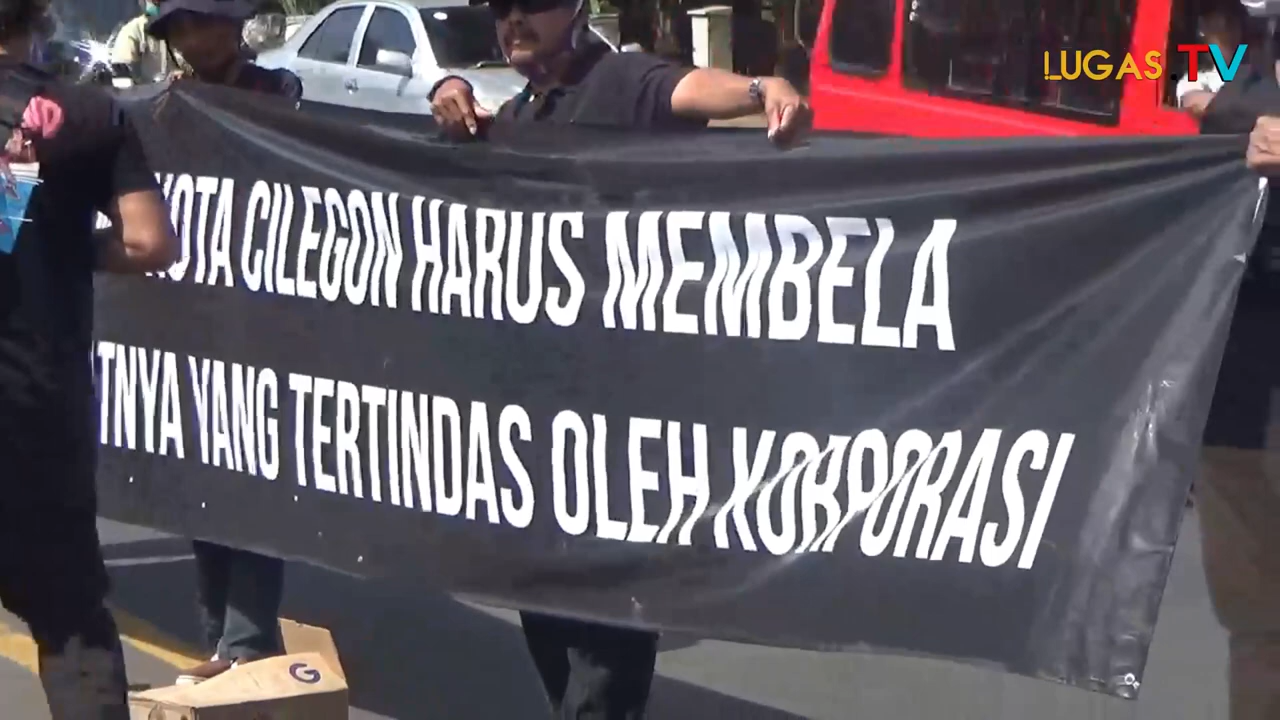 LUGAS.TV
KOTA CILEGON HARUS MEMBELA
TNYA YANG TERTINDAS OLEH KORPORASI
G